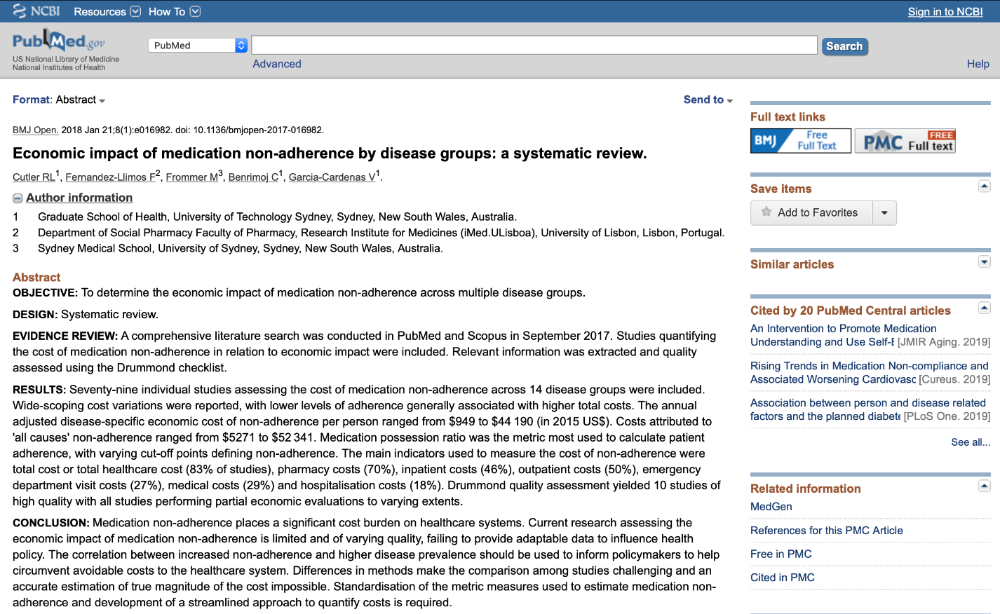 NCBI Resources How To Sign in to NCBI
PubMed.gov
US National Library of Medicine
National Institutes of Health
PubMed
Search
Advanced
Help
Format: Abstract
Send to
BMJ Open. 2018 Jan 21;8(1):e016982. doi: 10.1136/bmjopen-2017-016982.
Economic impact of medication non-adherence by disease groups: a systematic review.
Cutler RL1, Fernandez-Llimos F2, Frommer M3, Benrimoj C1, Garcia-Cardenas V1.
Author information
1 Graduate School of Health, University of Technology Sydney, Sydney, New South Wales, Australia.
2 Department of Social Pharmacy Faculty of Pharmacy, Research Institute for Medicines (iMed.ULisboa), University of Lisbon, Lisbon, Portugal.
3 Sydney Medical School, University of Sydney, Sydney, New South Wales, Australia.
Abstract
OBJECTIVE: To determine the economic impact of medication non-adherence across multiple disease groups.
DESIGN: Systematic review.
EVIDENCE REVIEW: A comprehensive literature search was conducted in PubMed and Scopus in September 2017. Studies quantifying
the cost of medication non-adherence in relation to economic impact were included. Relevant information was extracted and quality
assessed using the Drummond checklist.
RESULTS: Seventy-nine individual studies assessing the cost of medication non-adherence across 14 disease groups were included.
Wide-scoping cost variations were reported, with lower levels of adherence generally associated with higher total costs. The annual
adjusted disease-specific economic cost of non-adherence per person ranged from $949 to $44 190 (in 2015 US$). Costs attributed to
'all causes' non-adherence ranged from $5271 to $52 341. Medication possession ratio was the metric most used to calculate patient
adherence, with varying cut-off points defining non-adherence. The main indicators used to measure the cost of non-adherence were
total cost or total healthcare cost (83% of studies), pharmacy costs (70%), inpatient costs (46%), outpatient costs (50%), emergency
department visit costs (27%), medical costs (29%) and hospitalisation costs (18%). Drummond quality assessment yielded 10 studies of
high quality with all studies performing partial economic evaluations to varying extents.
CONCLUSION: Medication non-adherence places a significant cost burden on healthcare systems. Current research assessing the
economic impact of medication non-adherence is limited and of varying quality, failing to provide adaptable data to influence health
policy. The correlation between increased non-adherence and higher disease prevalence should be used to inform policymakers to help
circumvent avoidable costs to the healthcare system. Differences in methods make the comparison among studies challenging and an
accurate estimation of true magnitude of the cost impossible. Standardisation of the metric measures used to estimate medication non-
adherence and development of a streamlined approach to quantify costs is required.
Full text links
BMJ Free
Full Text
PMC FREE
Full text
Save items
Add to Favorites
Similar articles
Cited by 20 PubMed Central articles
An Intervention to Promote Medication
Understanding and Use Self-E [JMIR Aging. 2019]
Rising Trends in Medication Non-compliance and
Associated Worsening Cardiovasc [Cureus. 2019]
Association between person and disease related
factors and the planned diabete [PLoS One. 2019]
See all...
Related information
MedGen
References for this PMC Article
Free in PMC
Cited in PMC